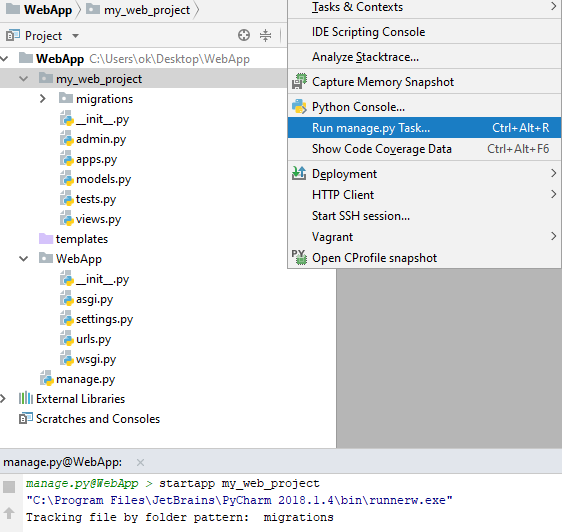 WebApp
my_web_project
Project
WebApp C:\Users\ok\Desktop\WebApp
my_web_project
migrations
__init__.py
admin.py
apps.py
models.py
tests.py
views.py
templates
WebApp
__init__.py
asgi.py
settings.py
urls.py
wsgi.py
manage.py
External Libraries
Scratches and Consoles
Tasks & Contexts
IDE Scripting Console
Analyze Stacktrace...
Capture Memory Snapshot
Python Console...
Run manage.py Task... Ctrl+Alt+R
Show Code Coverage Data Ctrl+Alt+F6
Deployment
HTTP Client
Start SSH session...
Vagrant
PY Open CProfile snapshot
manage.py@WebApp:
manage.py@WebApp > startapp my_web_project
"C:\Program Files\JetBrains\PyCharm 2018.1.4\bin\runnerw.exe"
Tracking file by folder pattern:  migrations